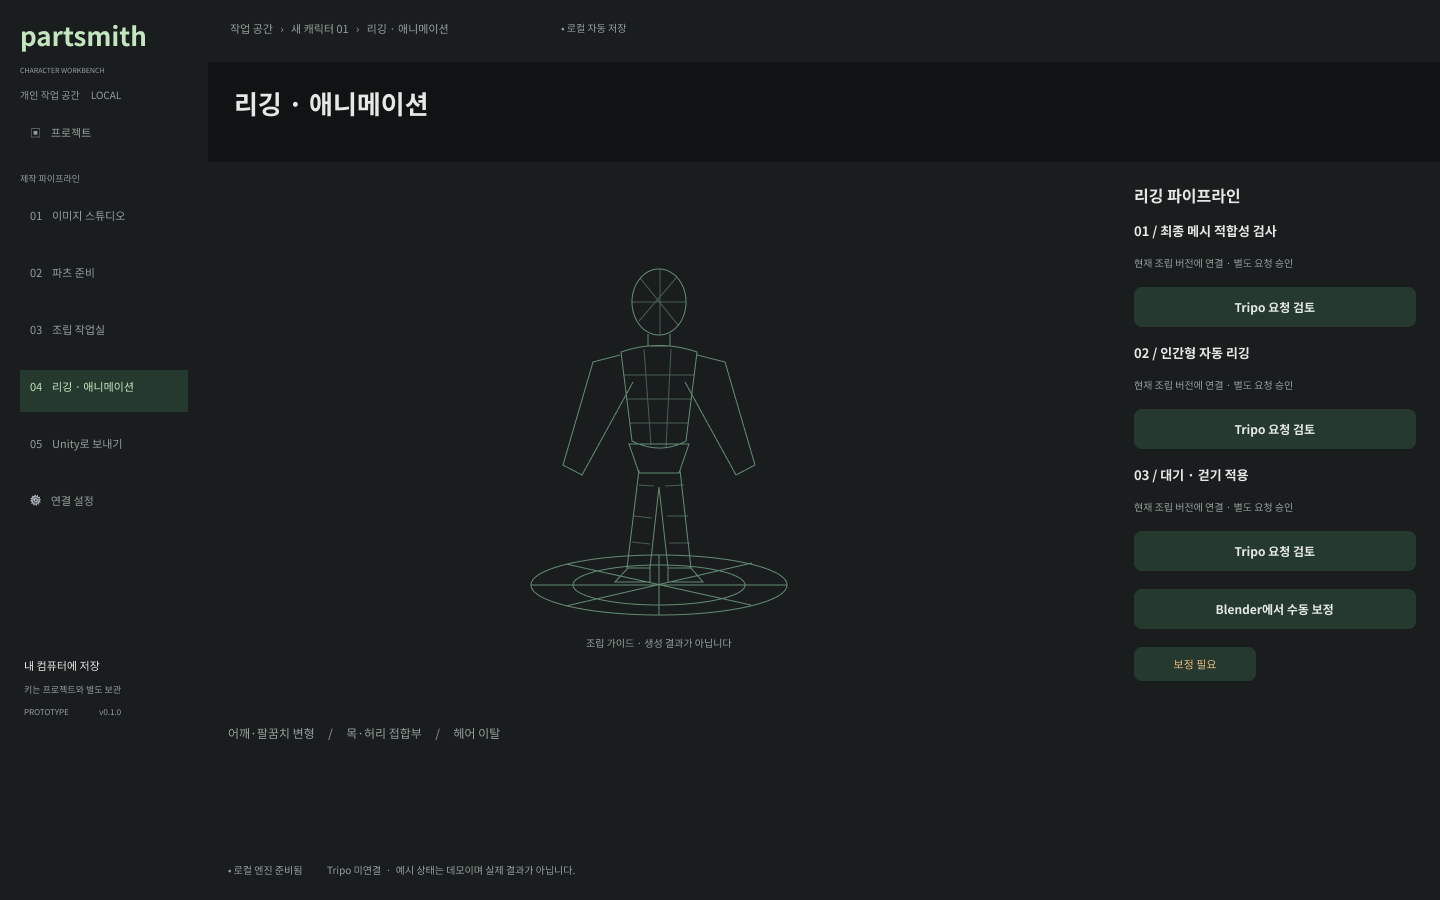 partsmith
CHARACTER WORKBENCH
개인 작업 공간 LOCAL
프로젝트
제작 파이프라인
01 이미지 스튜디오
02 파츠 준비
03 조립 작업실
04 리깅 · 애니메이션
05 Unity로 보내기
연결 설정
내 컴퓨터에 저장
키는 프로젝트와 별도 보관
PROTOTYPE v0.1.0
작업 공간 › 새 캐릭터 01 › 리깅 · 애니메이션
• 로컬 자동 저장
리깅 · 애니메이션
조립 가이드 · 생성 결과가 아닙니다
어깨·팔꿈치 변형 / 목·허리 접합부 / 헤어 이탈
리깅 파이프라인
01 / 최종 메시 적합성 검사
현재 조립 버전에 연결 · 별도 요청 승인
Tripo 요청 검토
02 / 인간형 자동 리깅
현재 조립 버전에 연결 · 별도 요청 승인
Tripo 요청 검토
03 / 대기 · 걷기 적용
현재 조립 버전에 연결 · 별도 요청 승인
Tripo 요청 검토
Blender에서 수동 보정
보정 필요
• 로컬 엔진 준비됨 Tripo 미연결 · 예시 상태는 데모이며 실제 결과가 아닙니다.